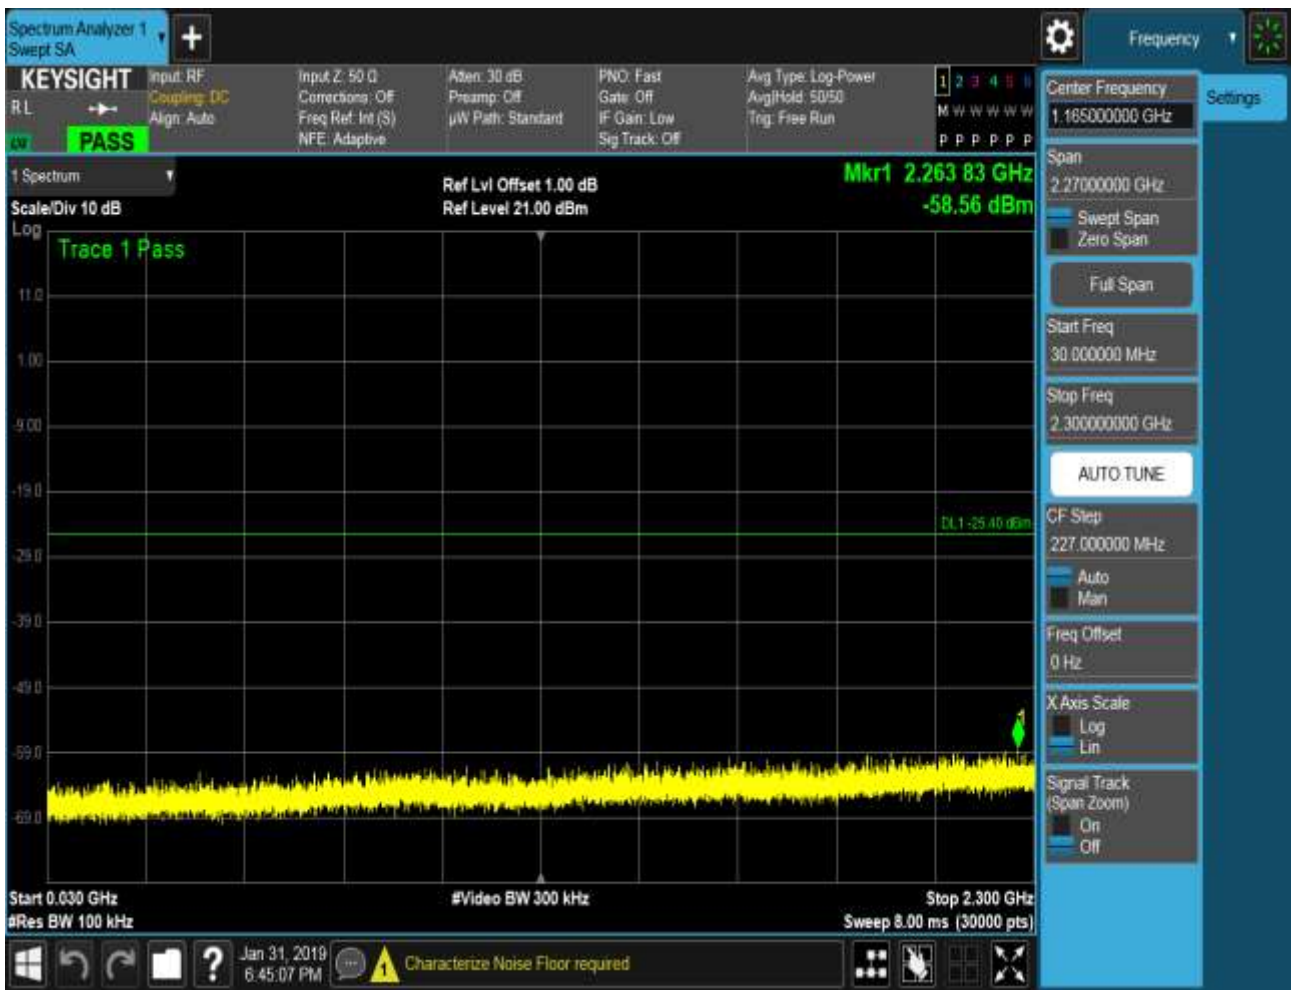 Spectrum Analyzer 1
Swept SA
Frequency
KEYSIGHT
R L
PASS
Input: RF
Coupling: DC
Align: Auto
Input Z: 50 Ω
Corrections: Off
Freq Ref: Int (S)
NFE: Adaptive
Atten: 30 dB
Preamp: Off
µW Path: Standard
PNO: Fast
Gate: Off
IF Gain: Low
Sig Track: Off
Avg Type: Log-Power
Avg|Hold: 50/50
Trig: Free Run
1 2 3 4 5 6
M W W W W W
P P P P P P
1 Spectrum
Scale/Div 10 dB
Log
Ref Lvl Offset 1.00 dB
Ref Level 21.00 dBm
Mkr1 2.263 83 GHz
-58.56 dBm
Trace 1 Pass
11.0
1.00
-9.00
-19.0
DL1 -25.40 dBm
-29.0
-39.0
-49.0
1
-59.0
-69.0
Start 0.030 GHz
#Res BW 100 kHz
#Video BW 300 kHz
Stop 2.300 GHz
Sweep 8.00 ms (30000 pts)
Center Frequency
1.165000000 GHz
Settings
Span
2.27000000 GHz
Swept Span
Zero Span
Full Span
Start Freq
30.000000 MHz
Stop Freq
2.300000000 GHz
AUTO TUNE
CF Step
227.000000 MHz
Auto
Man
Freq Offset
0 Hz
X Axis Scale
Log
Lin
Signal Track
(Span Zoom)
On
Off
?
Jan 31, 2019
6:45:07 PM
1
Characterize Noise Floor required